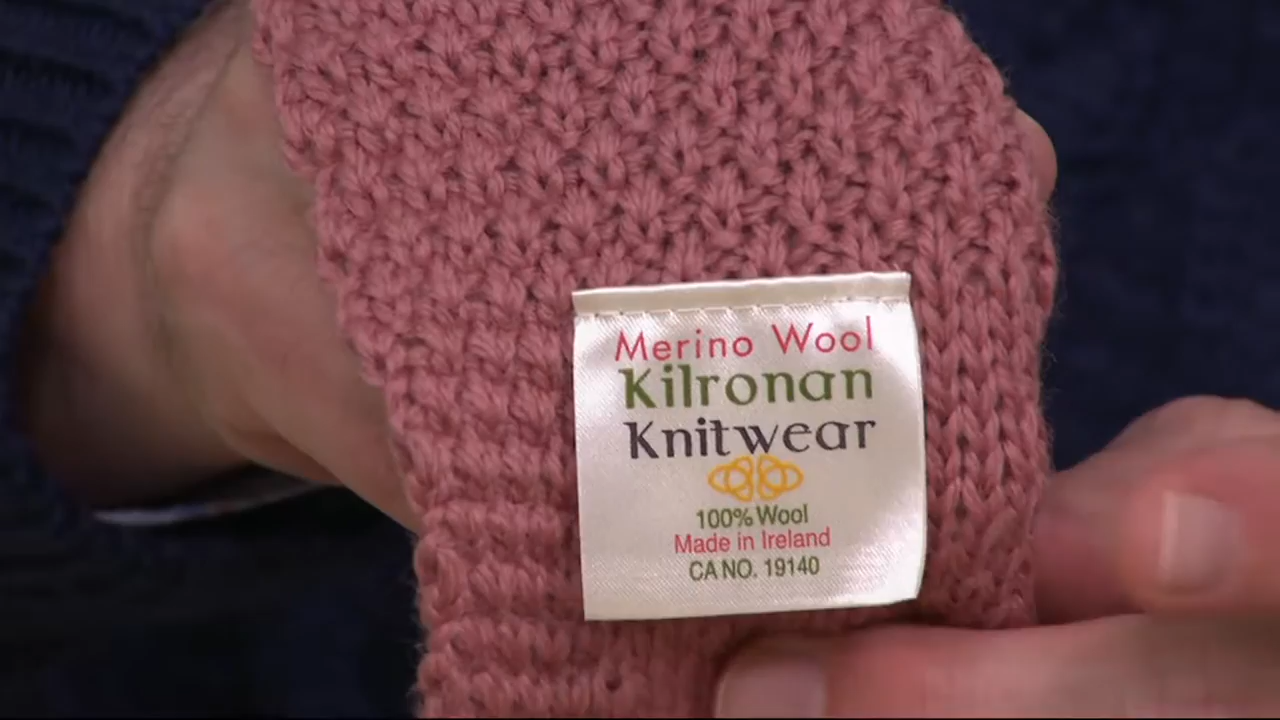 Merino Wool
Kilronan
Knitwear
100% Wool
Made in Ireland
CA NO. 19140